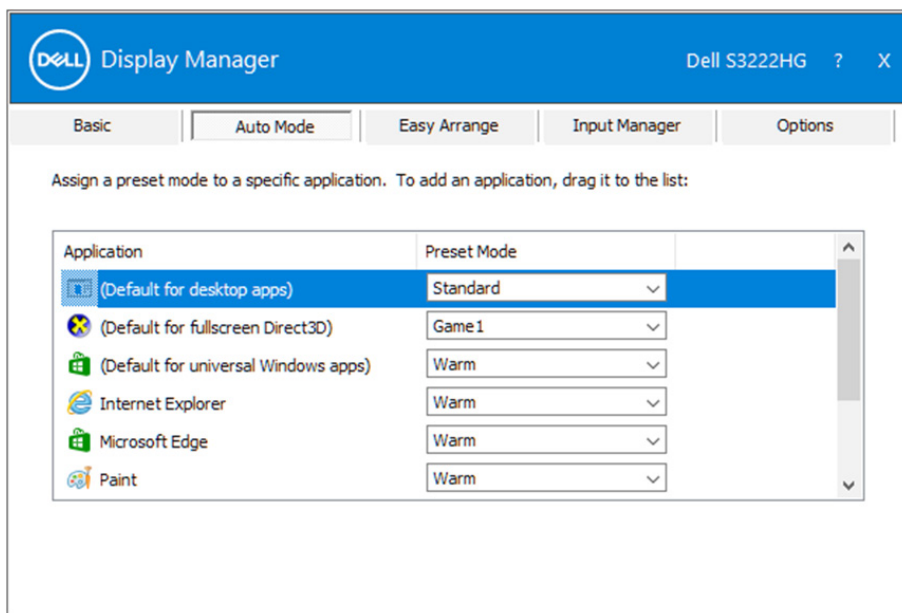 DELL Display Manager Dell S3222HG ? X
Basic Auto Mode Easy Arrange Input Manager Options
Assign a preset mode to a specific application. To add an application, drag it to the list:
Application Preset Mode
(Default for desktop apps) Standard
(Default for fullscreen Direct3D) Game1
(Default for universal Windows apps) Warm
Internet Explorer Warm
Microsoft Edge Warm
Paint Warm